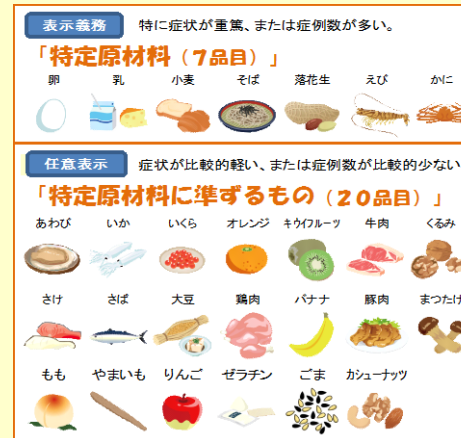 表示義務 特に症状が重篤、または症例数が多い。
「特定原材料（7品目）」
卵 乳 小麦 そば 落花生 えび かに
任意表示 症状が比較的軽い、または症例数が比較的少ない
「特定原材料に準ずるもの（20品目）」
あわび いか いくら オレンジ キウイフルーツ 牛肉 くるみ
さけ さば 大豆 鶏肉 バナナ 豚肉 まつたけ
もも やまいも りんご ゼラチン ごま カシューナッツ